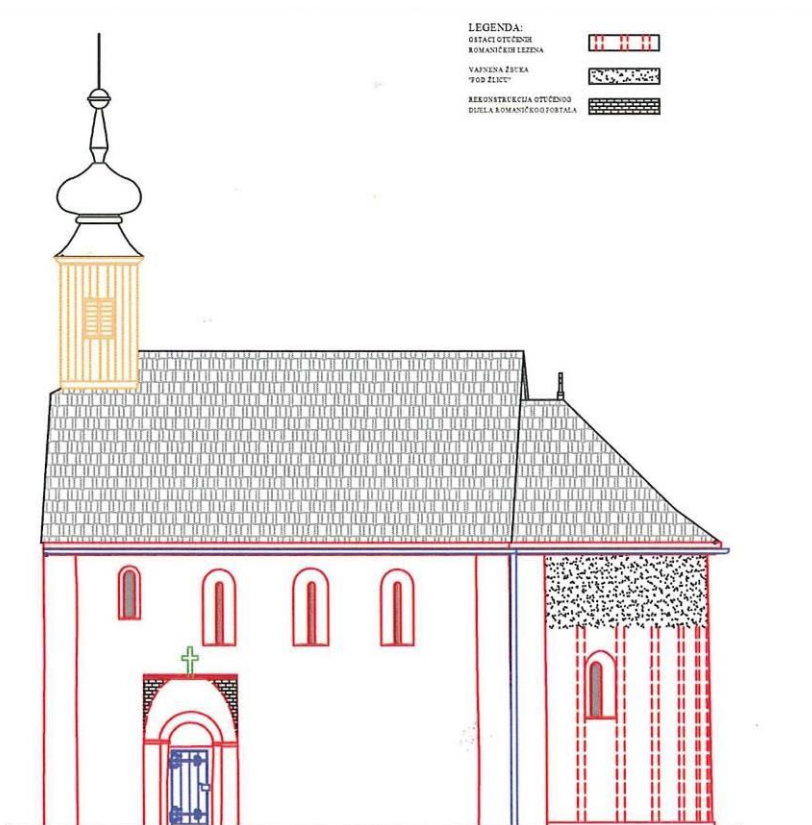 LEGENDA:
OSTACI OTUČENIH
ROMANIČKIH LEZENA
VAPNENA ŽBUKA
"POD ŽLICU"
REKONSTRUKCIJA OTUČENOG
DIJELA ROMANIČKOG PORTALA